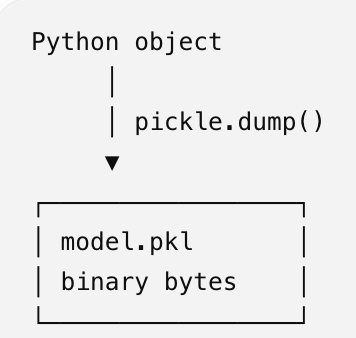 Python object
pickle.dump()
model.pkl
binary bytes